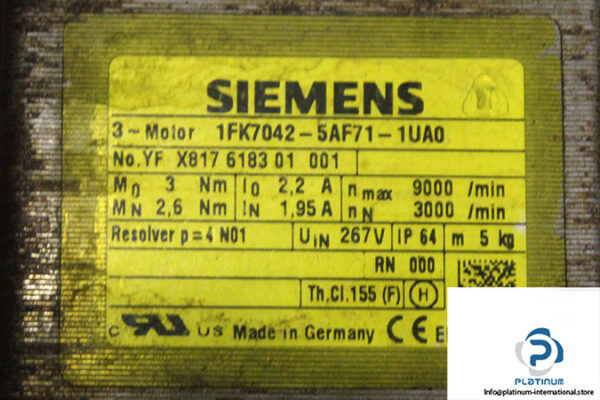 SIEMENS
3~Motor 1FK7042-5AF71-1UA0
No.YF X817 6183 01 001
M0 3 Nm I0 2,2 A n max 9000 /min
MN 2,6 Nm IN 1,95 A nN 3000 /min
Resolver p=4 N01 UIN 267V IP 64 m 5 kg
RN 000
Th.Cl.155 (F) H
C RU US Made in Germany CE E
PLATINUM
Info@platinum-international.store